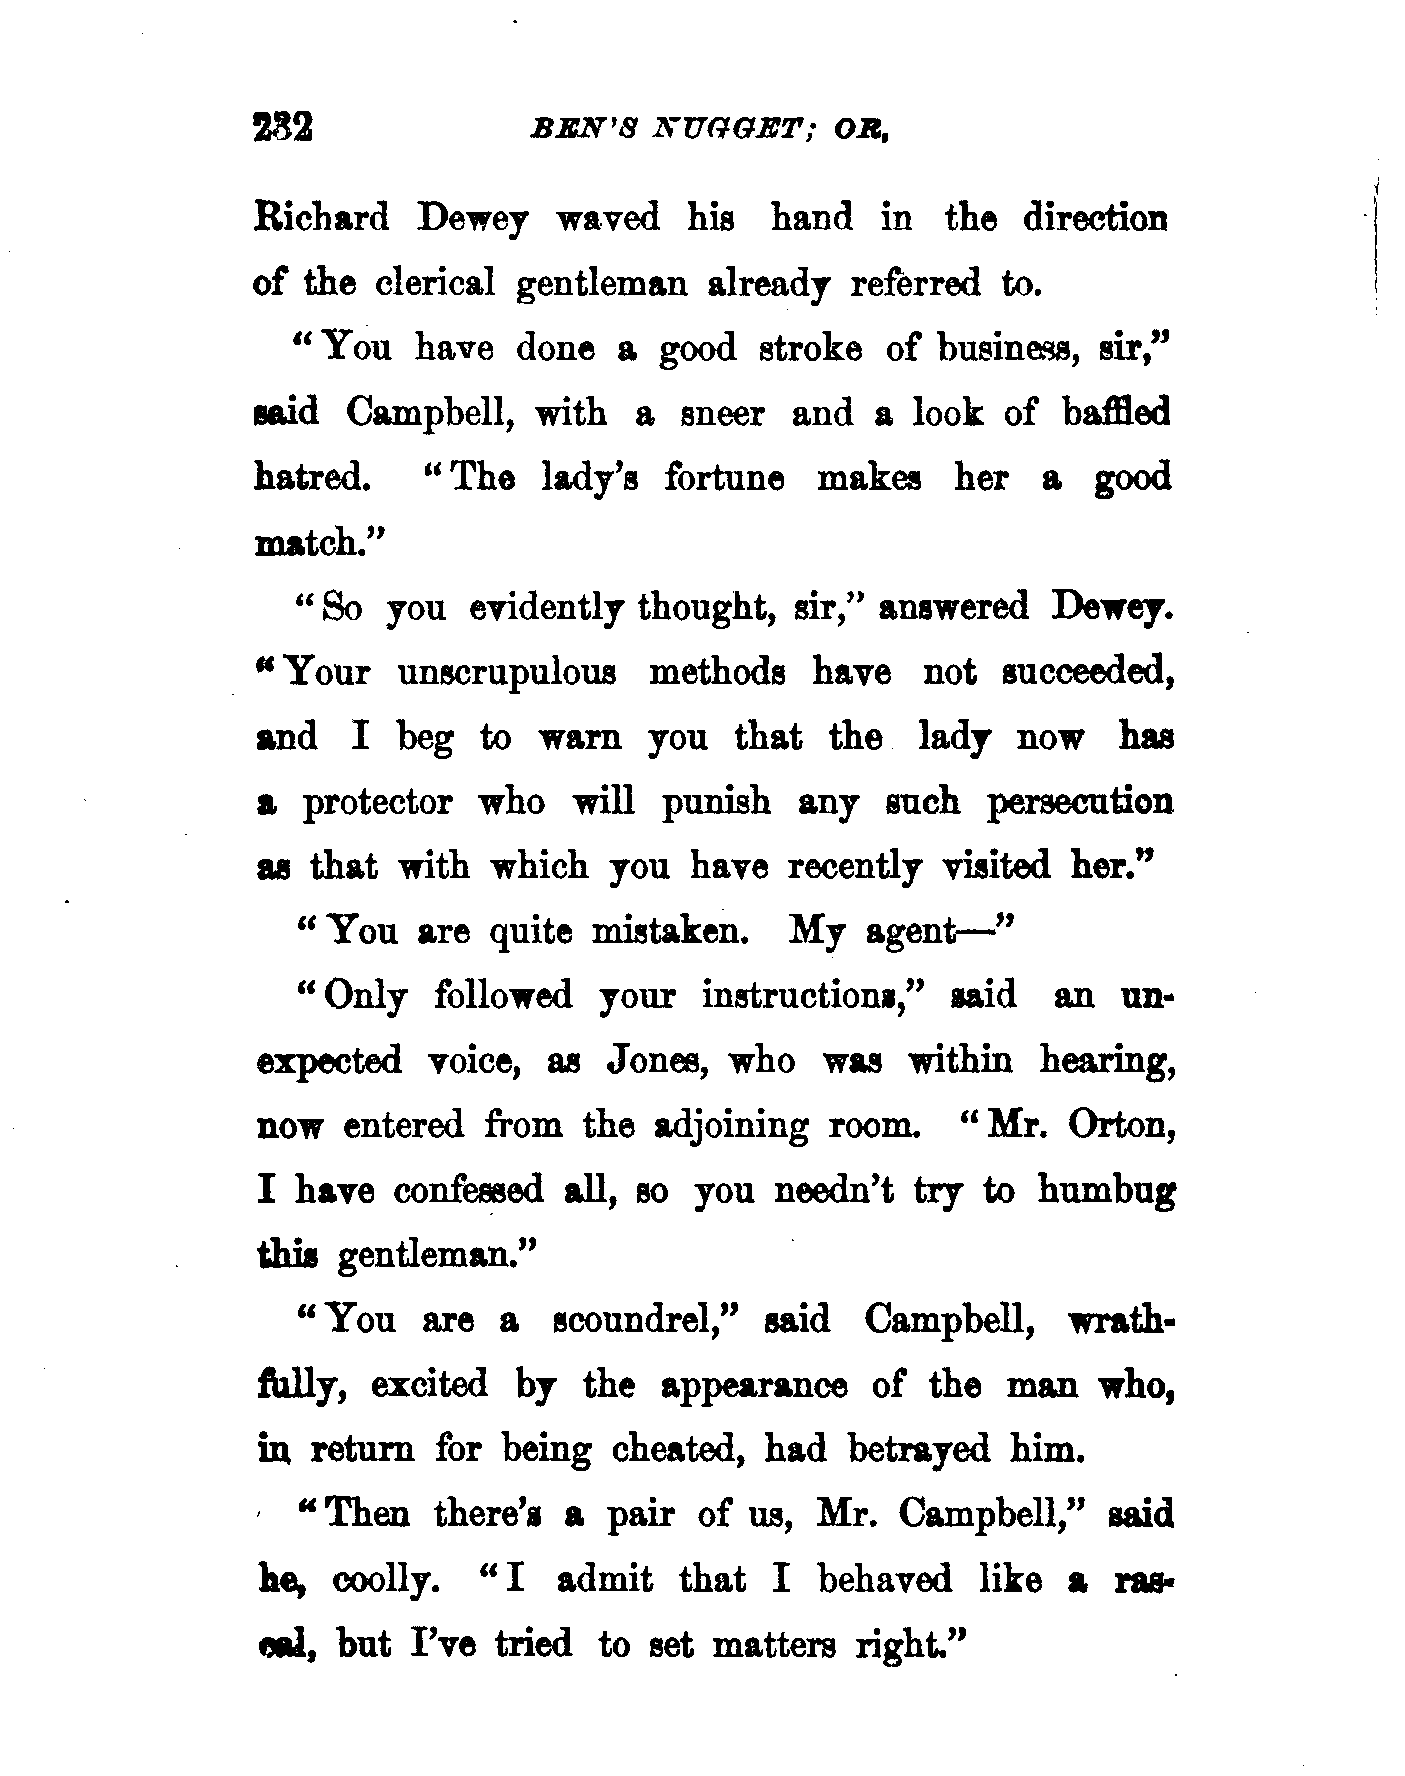 232 BEN'S NUGGET; OR,
Richard Dewey waved his hand in the direction
of the clerical gentleman already referred to.
"You have done a good stroke of business, sir,"
said Campbell, with a sneer and a look of baffled
hatred. "The lady's fortune makes her a good
match."
"So you evidently thought, sir," answered Dewey.
"Your unscrupulous methods have not succeeded,
and I beg to warn you that the lady now has
a protector who will punish any such persecution
as that with which you have recently visited her."
"You are quite mistaken. My agent—"
"Only followed your instructions," said an un-
expected voice, as Jones, who was within hearing,
now entered from the adjoining room. "Mr. Orton,
I have confessed all, so you needn't try to humbug
this gentleman."
"You are a scoundrel," said Campbell, wrath-
fully, excited by the appearance of the man who,
in return for being cheated, had betrayed him.
"Then there's a pair of us, Mr. Campbell," said
he, coolly. "I admit that I behaved like a ras-
cal, but I've tried to set matters right."